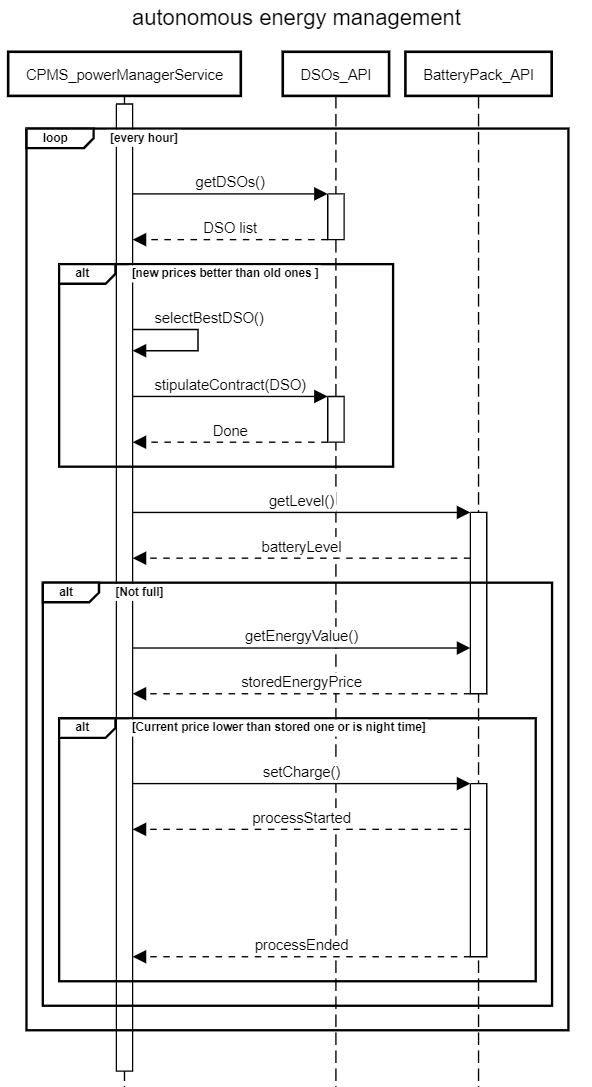 autonomous energy management
CPMS_powerManagerService
DSOs_API
BatteryPack_API
loop
[every hour]
getDSOs()
DSO list
alt
[new prices better than old ones ]
selectBestDSO()
stipulateContract(DSO)
Done
getLevel()
batteryLevel
alt
[Not full]
getEnergyValue()
storedEnergyPrice
alt
[Current price lower than stored one or is night time]
setCharge()
processStarted
processEnded